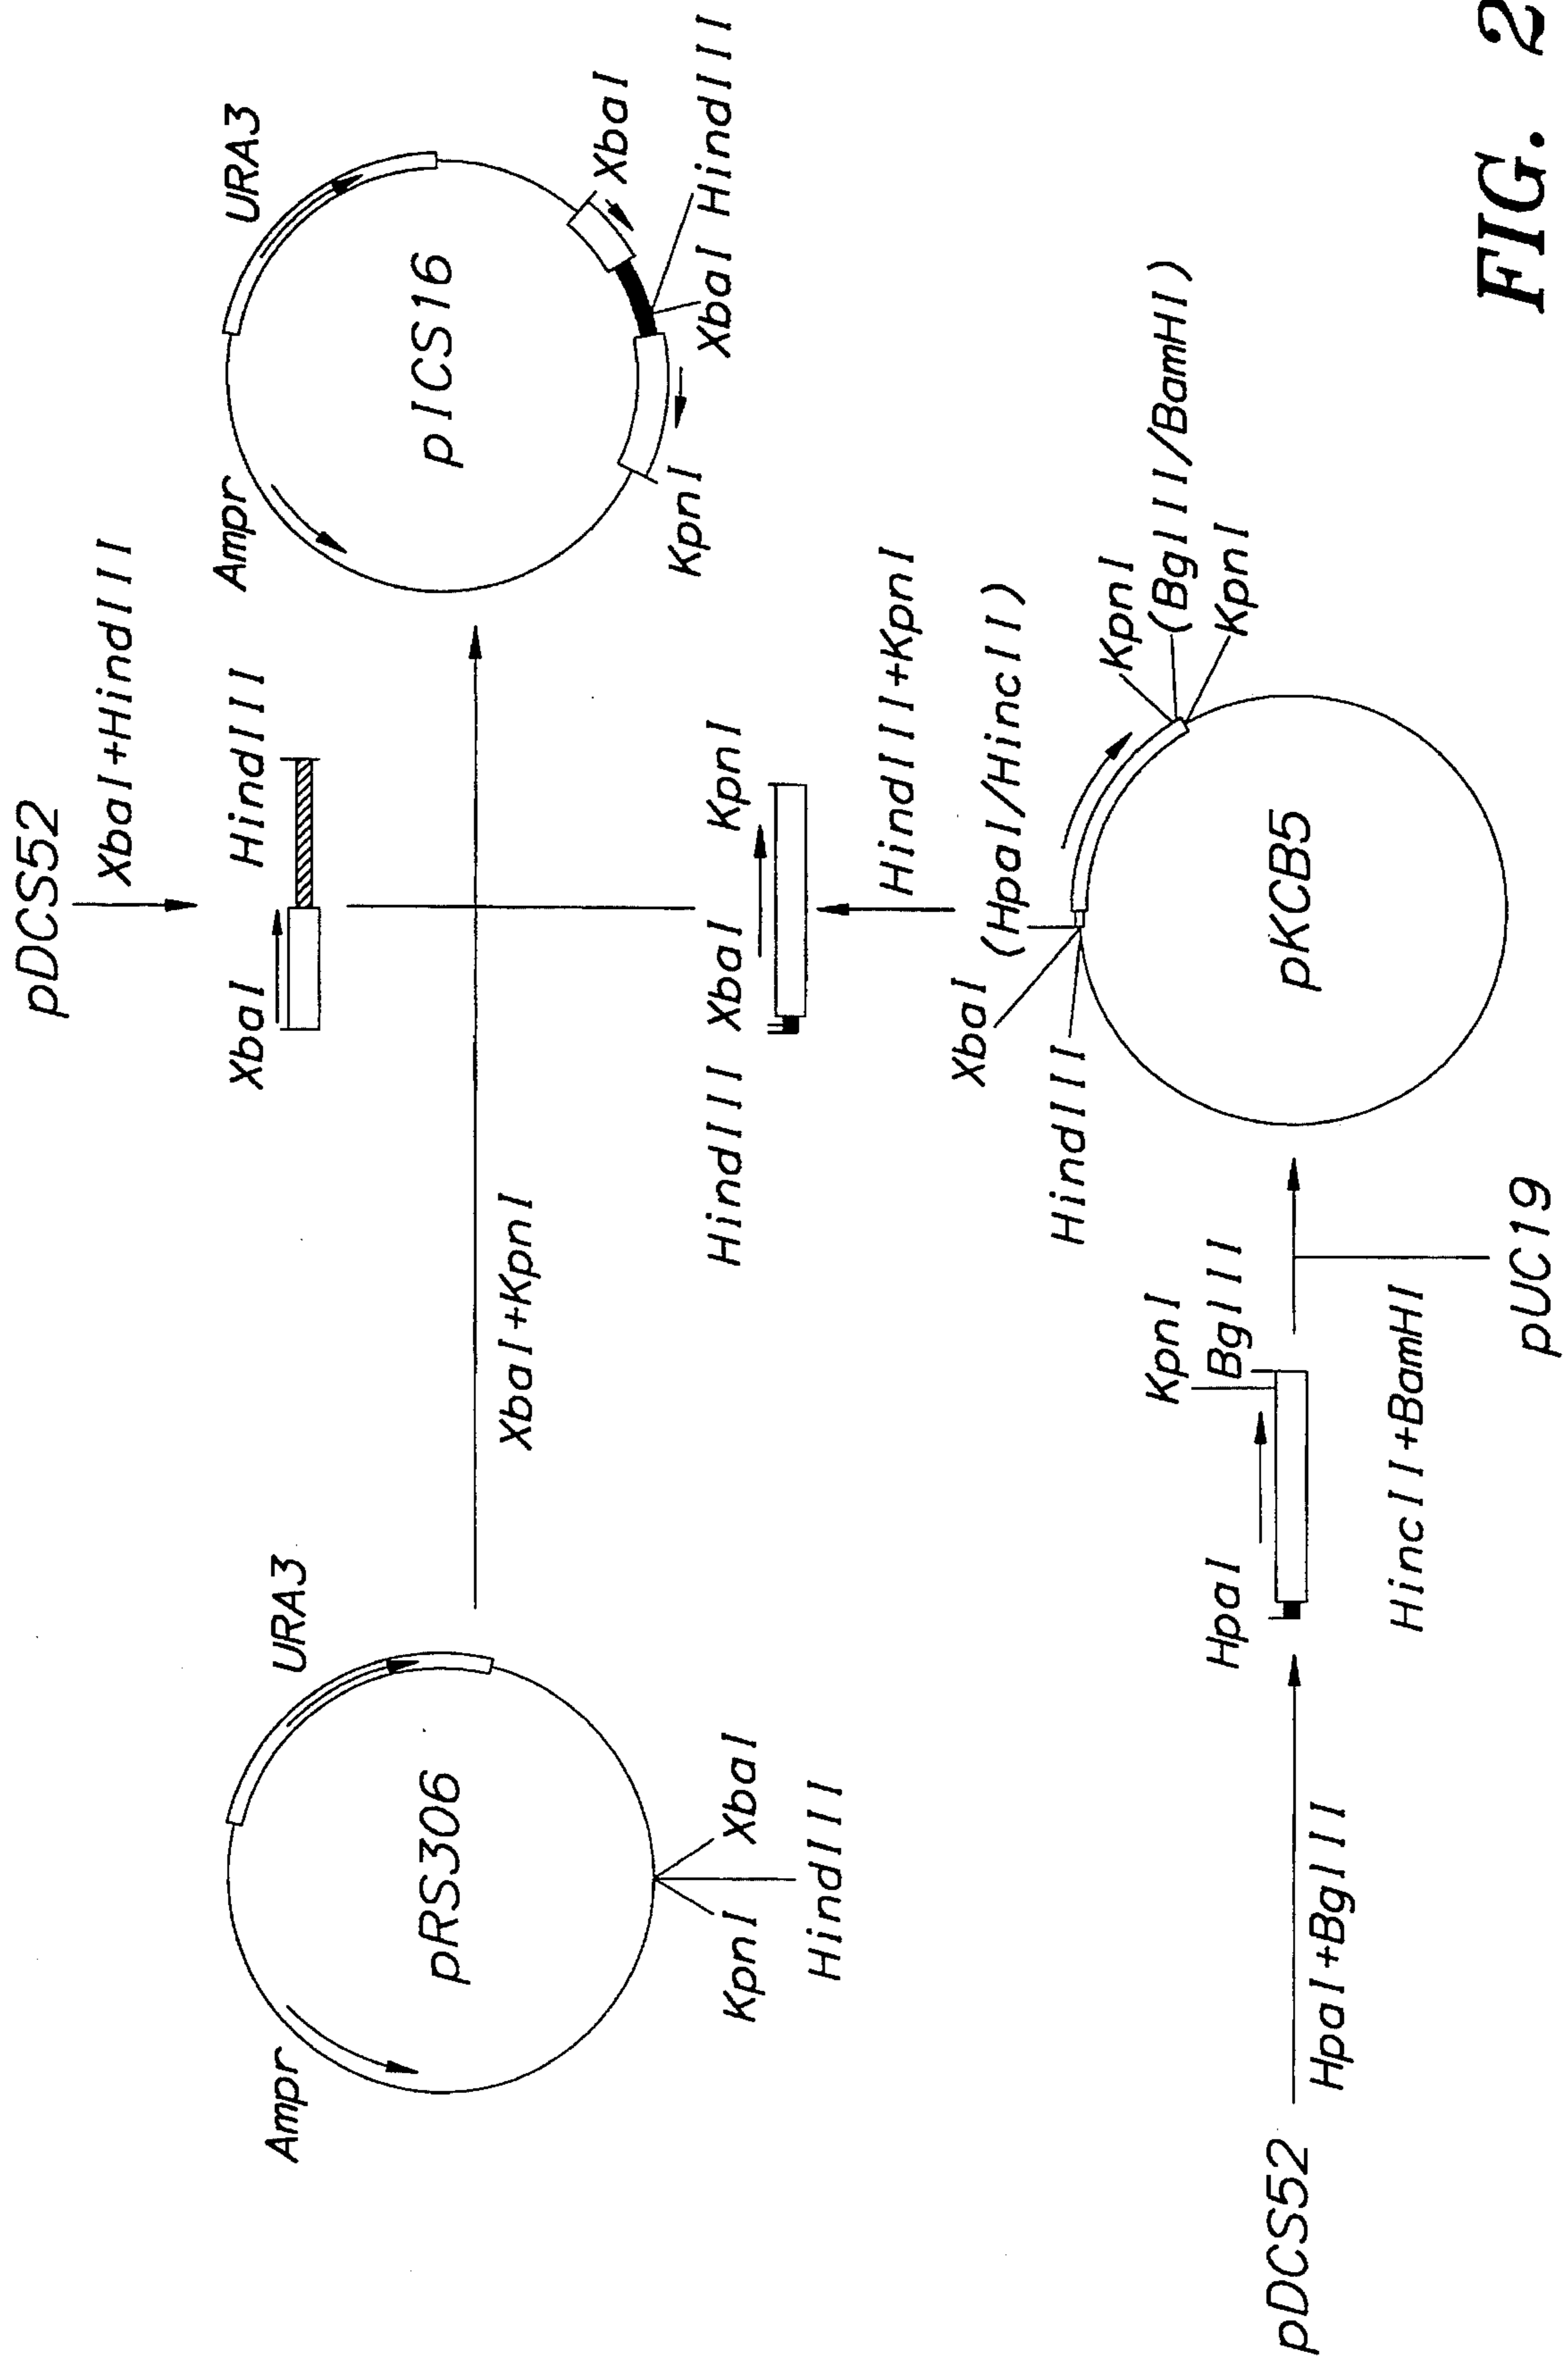 pDCS52
XbaI+HindIII
XbaI HindIII
Ampr
URA3
pRS306
KpnI XbaI
HindIII
XbaI+KpnI
Ampr
URA3
pICS16
XbaI
KpnI
XbaI HindIII
HindIII XbaI KpnI
HindIII+KpnI
XbaI
(HpaI/HincII)
HindIII
KpnI
(BglII/BamHI)
KpnI
pKCB5
pDCS52
HpaI+BglII
HpaI
KpnI
BglII
HincII+BamHI
pUC19
FIG. 2